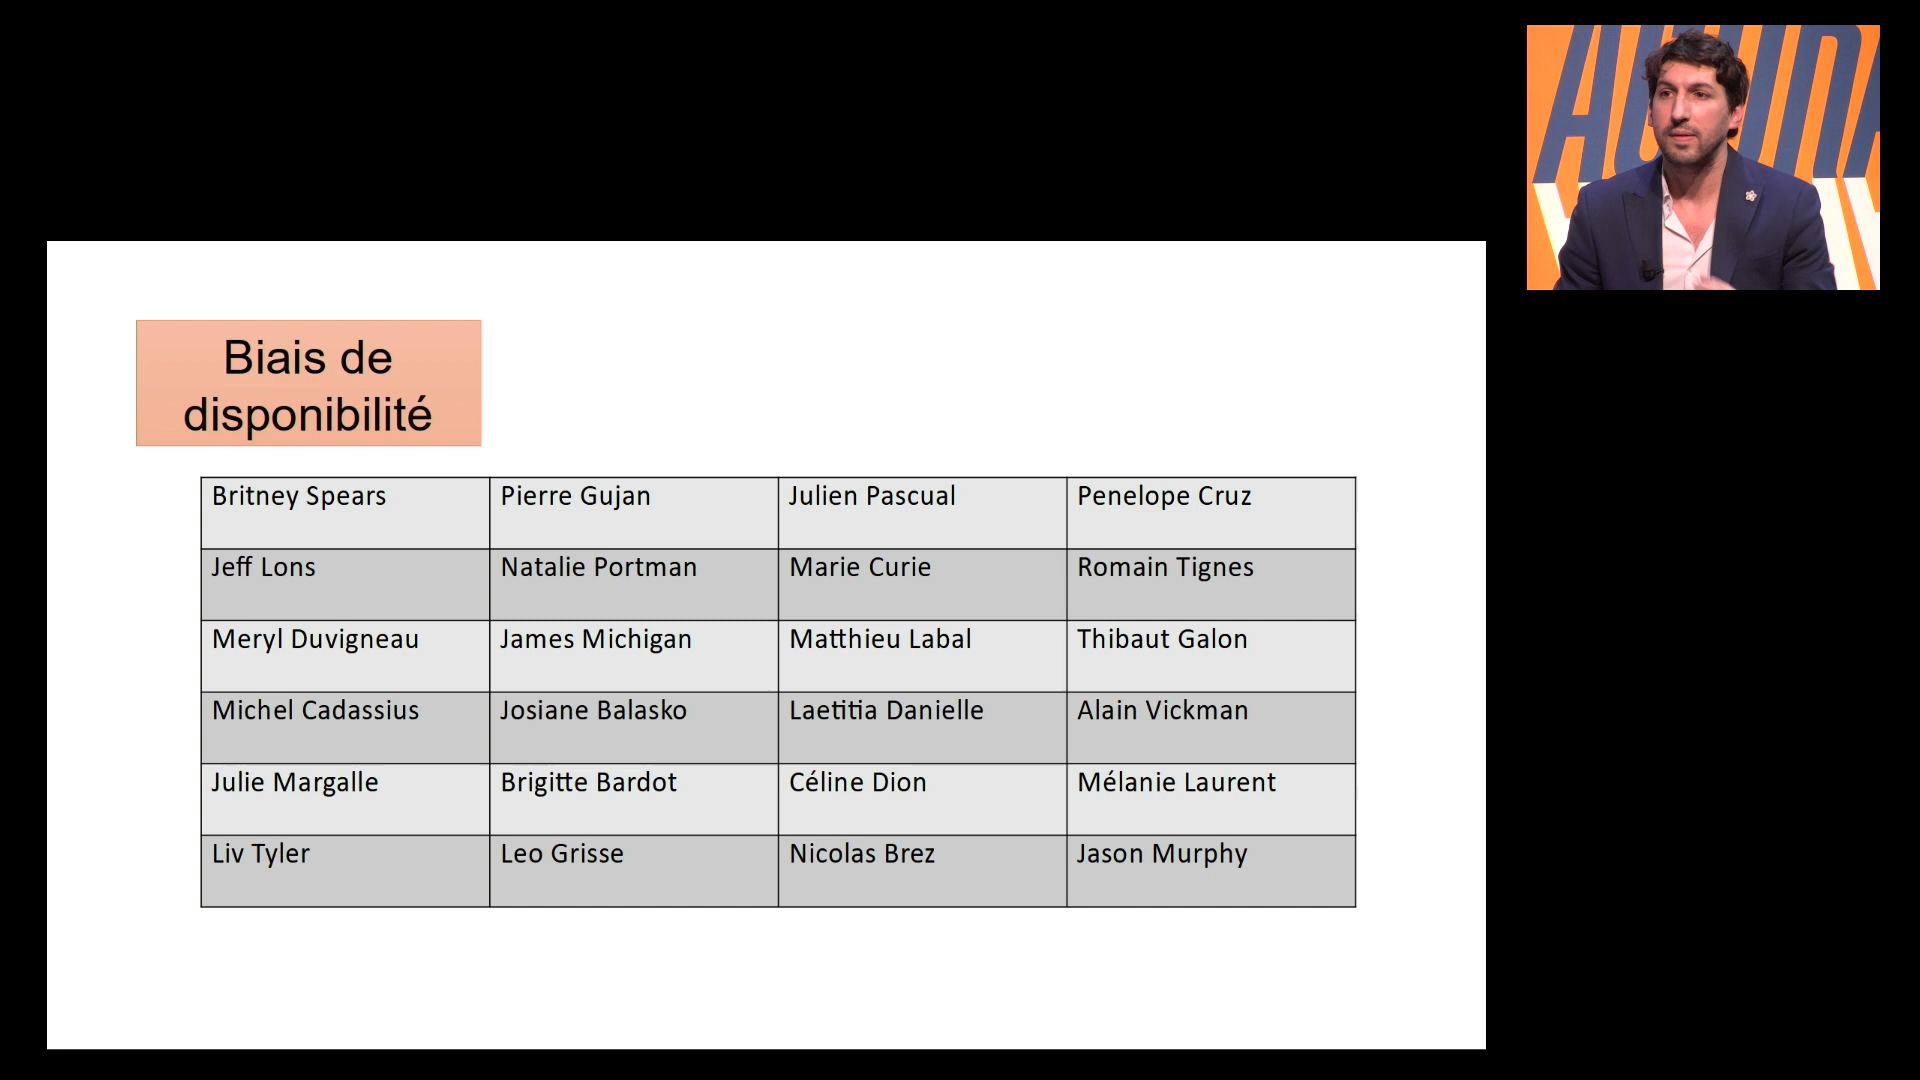 Biais de
disponibilité
Britney Spears Pierre Gujan Julien Pascual Penelope Cruz
Jeff Lons Natalie Portman Marie Curie Romain Tignes
Meryl Duvigneau James Michigan Matthieu Labal Thibaut Galon
Michel Cadassius Josiane Balasko Laetitia Danielle Alain Vickman
Julie Margalle Brigitte Bardot Céline Dion Mélanie Laurent
Liv Tyler Leo Grisse Nicolas Brez Jason Murphy